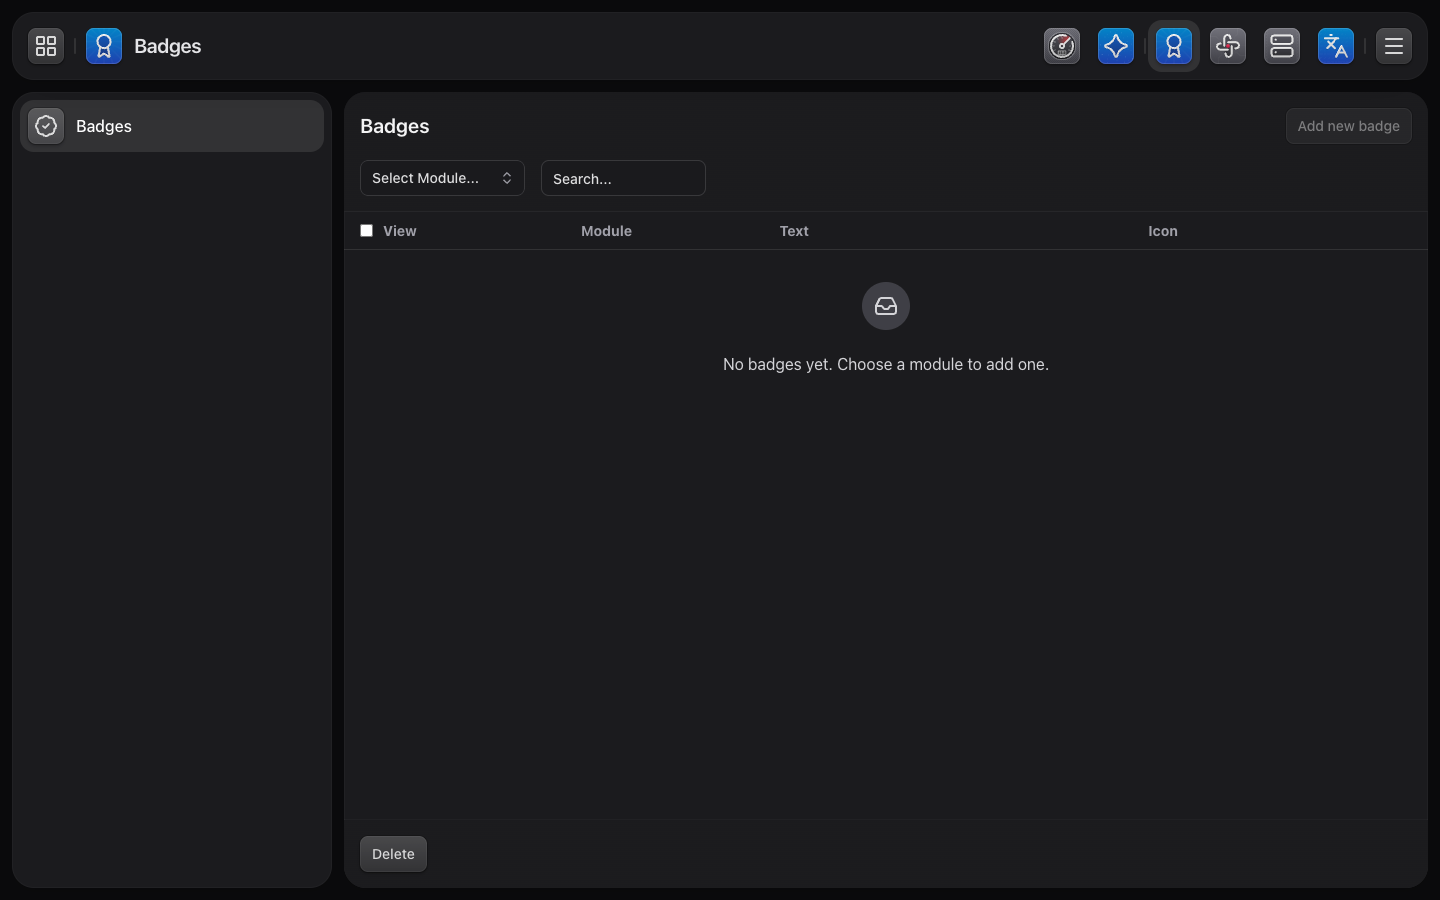 Badges
Badges
Badges
Add new badge
Select Module...
Search...
View
Module
Text
Icon
No badges yet. Choose a module to add one.
Delete